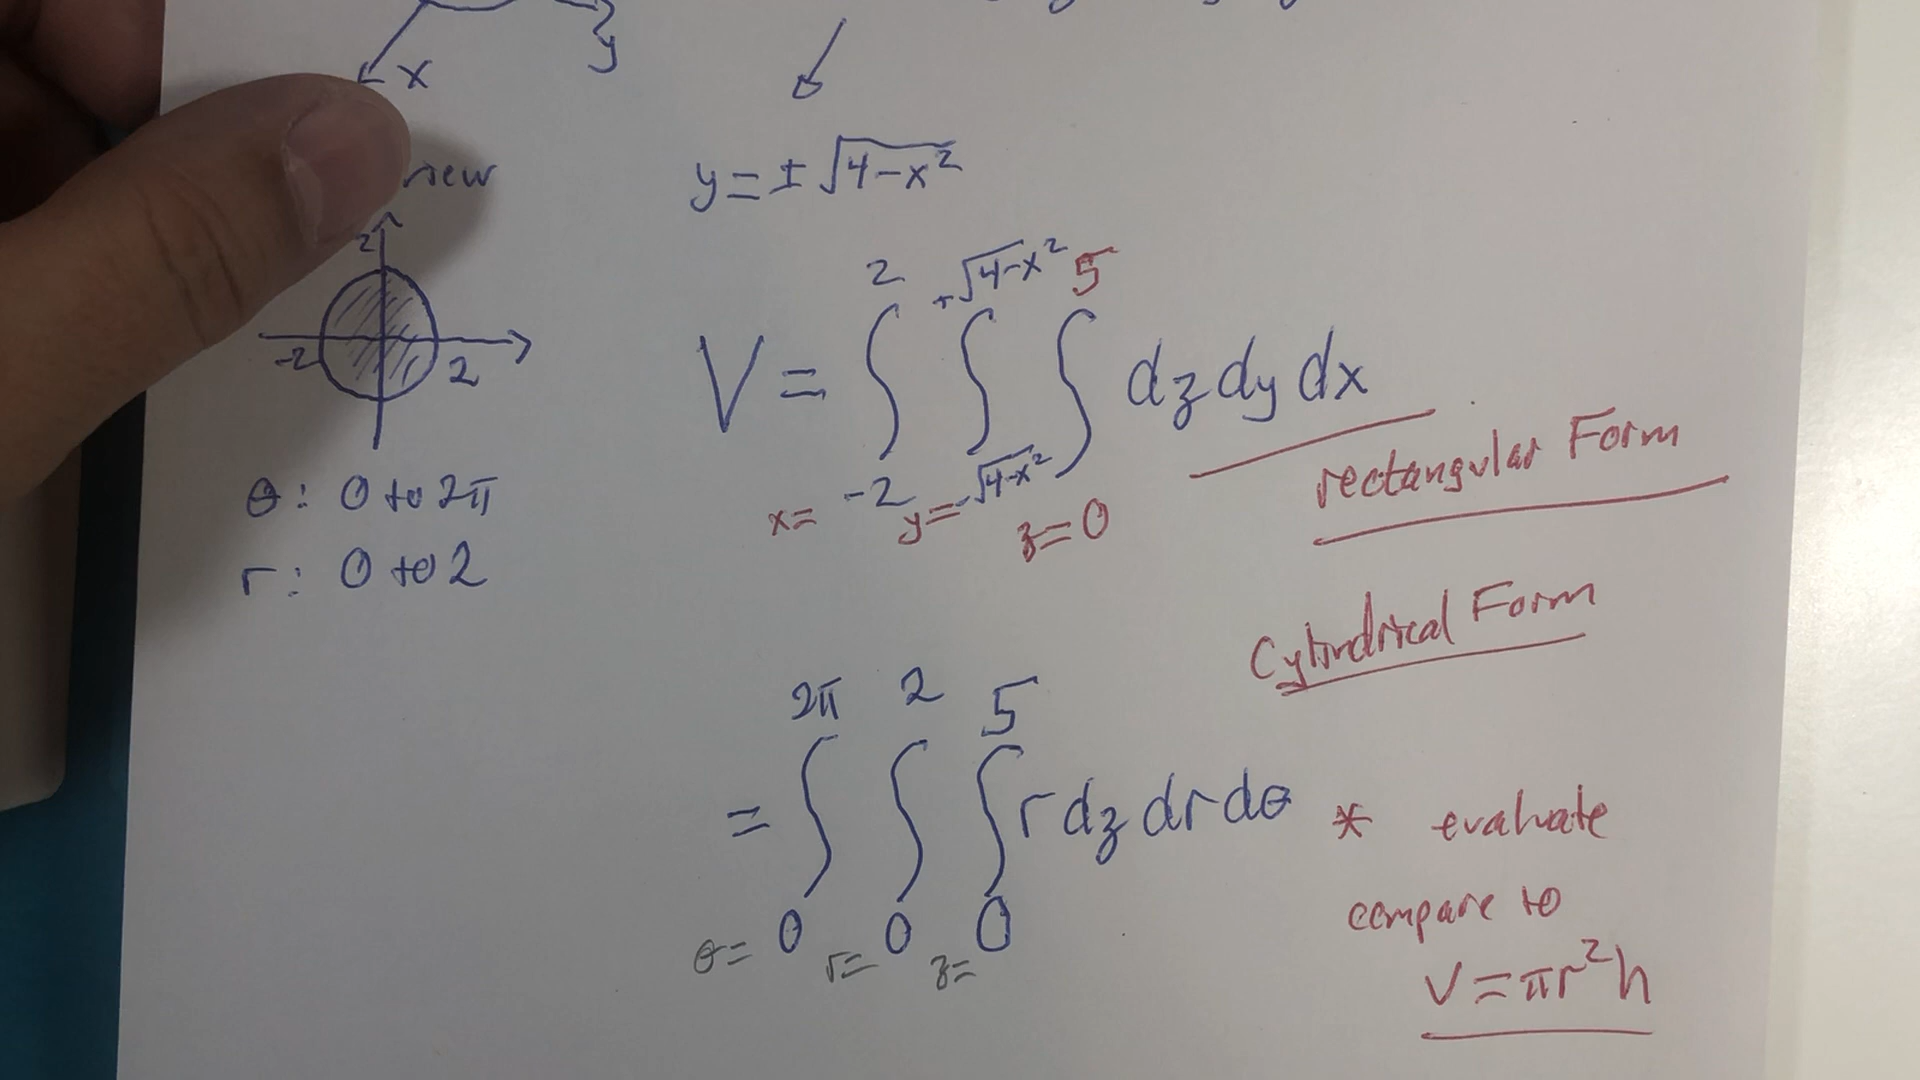 y
x
view
y = ± √4-x²
2
-2 2
θ: 0 to 2π
r: 0 to 2
2 +√4-x² 5
V = ∫ ∫ ∫ dz dy dx
x= -2 y= -√4-x² z=0
rectangular Form
Cylindrical Form
2π 2 5
= ∫ ∫ ∫ r dz dr dθ * evaluate
θ= 0 r= 0 z= 0
compare to
V = πr²h